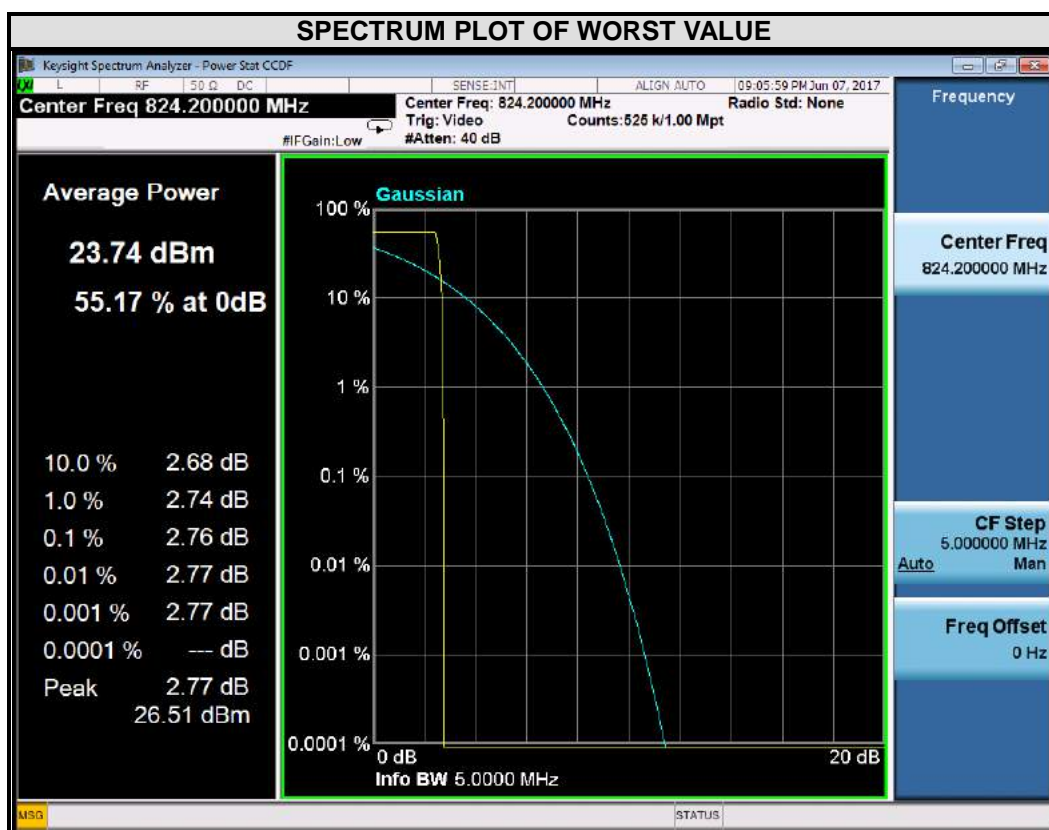 SPECTRUM PLOT OF WORST VALUE
Keysight Spectrum Analyzer - Power Stat CCDF
L RF 50 Ω DC SENSE:INT ALIGN AUTO 09:05:59 PM Jun 07, 2017
Center Freq 824.200000 MHz
Center Freq: 824.200000 MHz Radio Std: None
Trig: Video Counts:525 k/1.00 Mpt
#IFGain:Low #Atten: 40 dB
Frequency
Average Power
23.74 dBm
55.17 % at 0dB
10.0 % 2.68 dB
1.0 % 2.74 dB
0.1 % 2.76 dB
0.01 % 2.77 dB
0.001 % 2.77 dB
0.0001 % --- dB
Peak 2.77 dB
26.51 dBm
Gaussian
100 %
10 %
1 %
0.1 %
0.01 %
0.001 %
0.0001 %
0 dB 20 dB
Info BW 5.0000 MHz
Center Freq
824.200000 MHz
CF Step
5.000000 MHz
Auto Man
Freq Offset
0 Hz
MSG STATUS